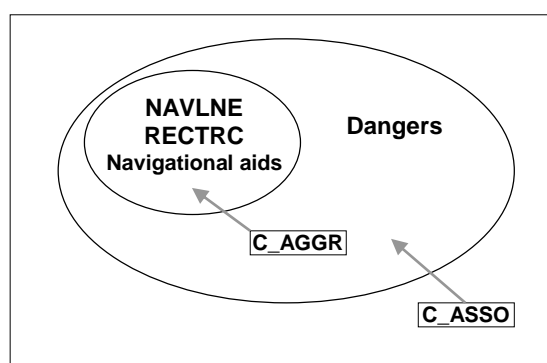 NAVLNE
RECTRC
Navigational aids
Dangers
C_AGGR
C_ASSO